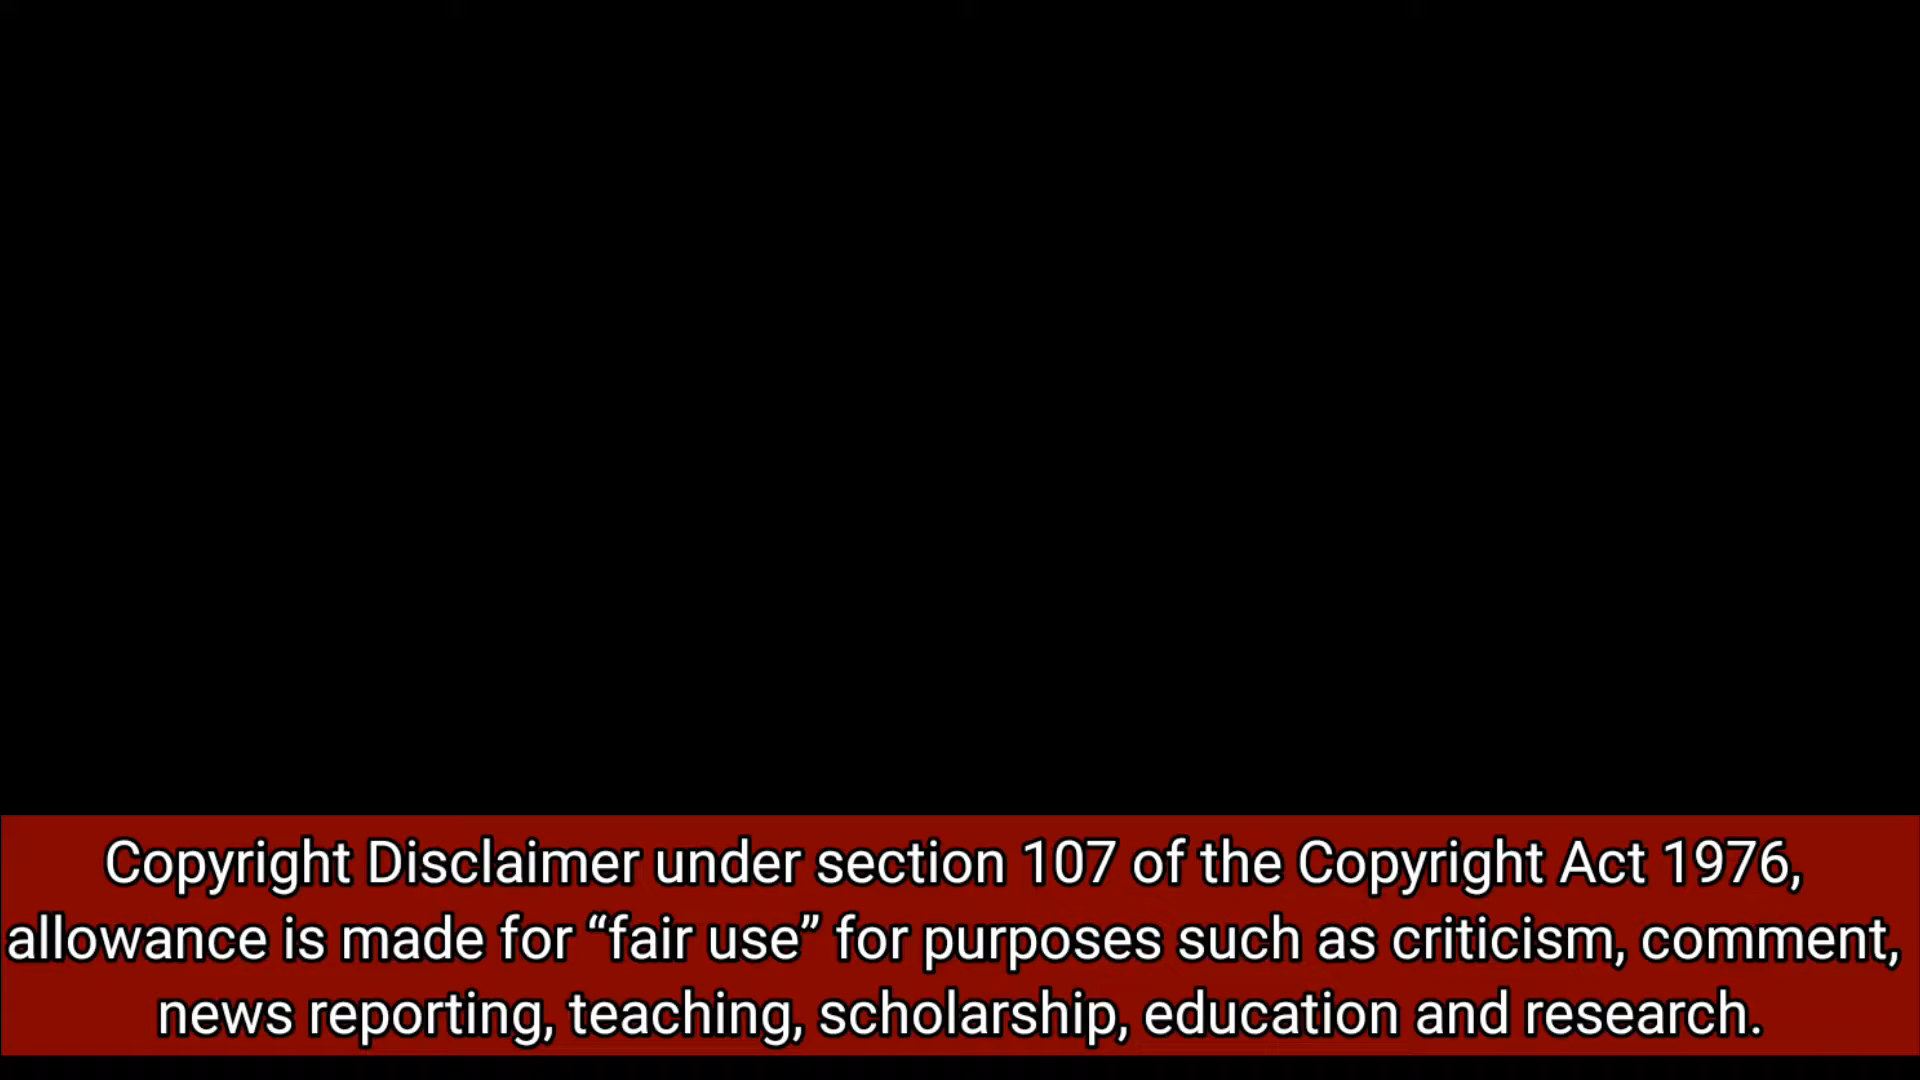 Copyright Disclaimer under section 107 of the Copyright Act 1976,
allowance is made for “fair use” for purposes such as criticism, comment,
news reporting, teaching, scholarship, education and research.